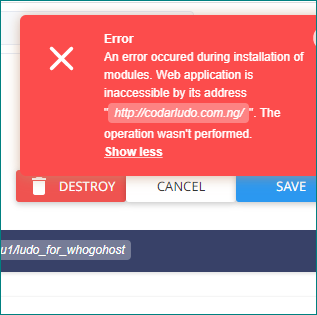 Error
An error occured during installation of
modules. Web application is
inaccessible by its address
"http://codarludo.com.ng/". The
operation wasn't performed.
Show less
DESTROY
CANCEL
SAVE
u1/ludo_for_whogohost